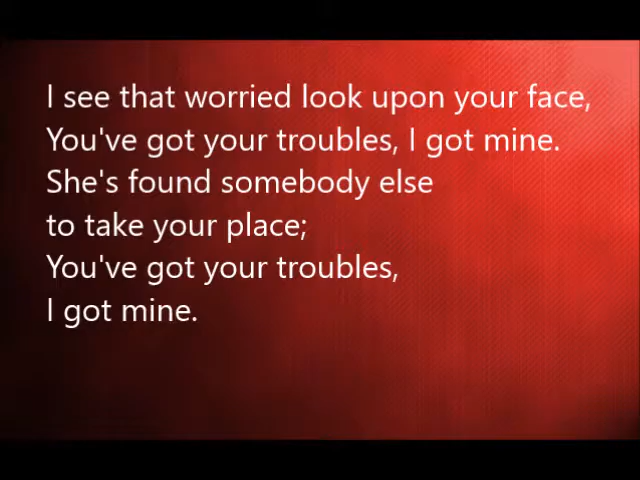 I see that worried look upon your face,
You've got your troubles, I got mine.
She's found somebody else
to take your place;
You've got your troubles,
I got mine.